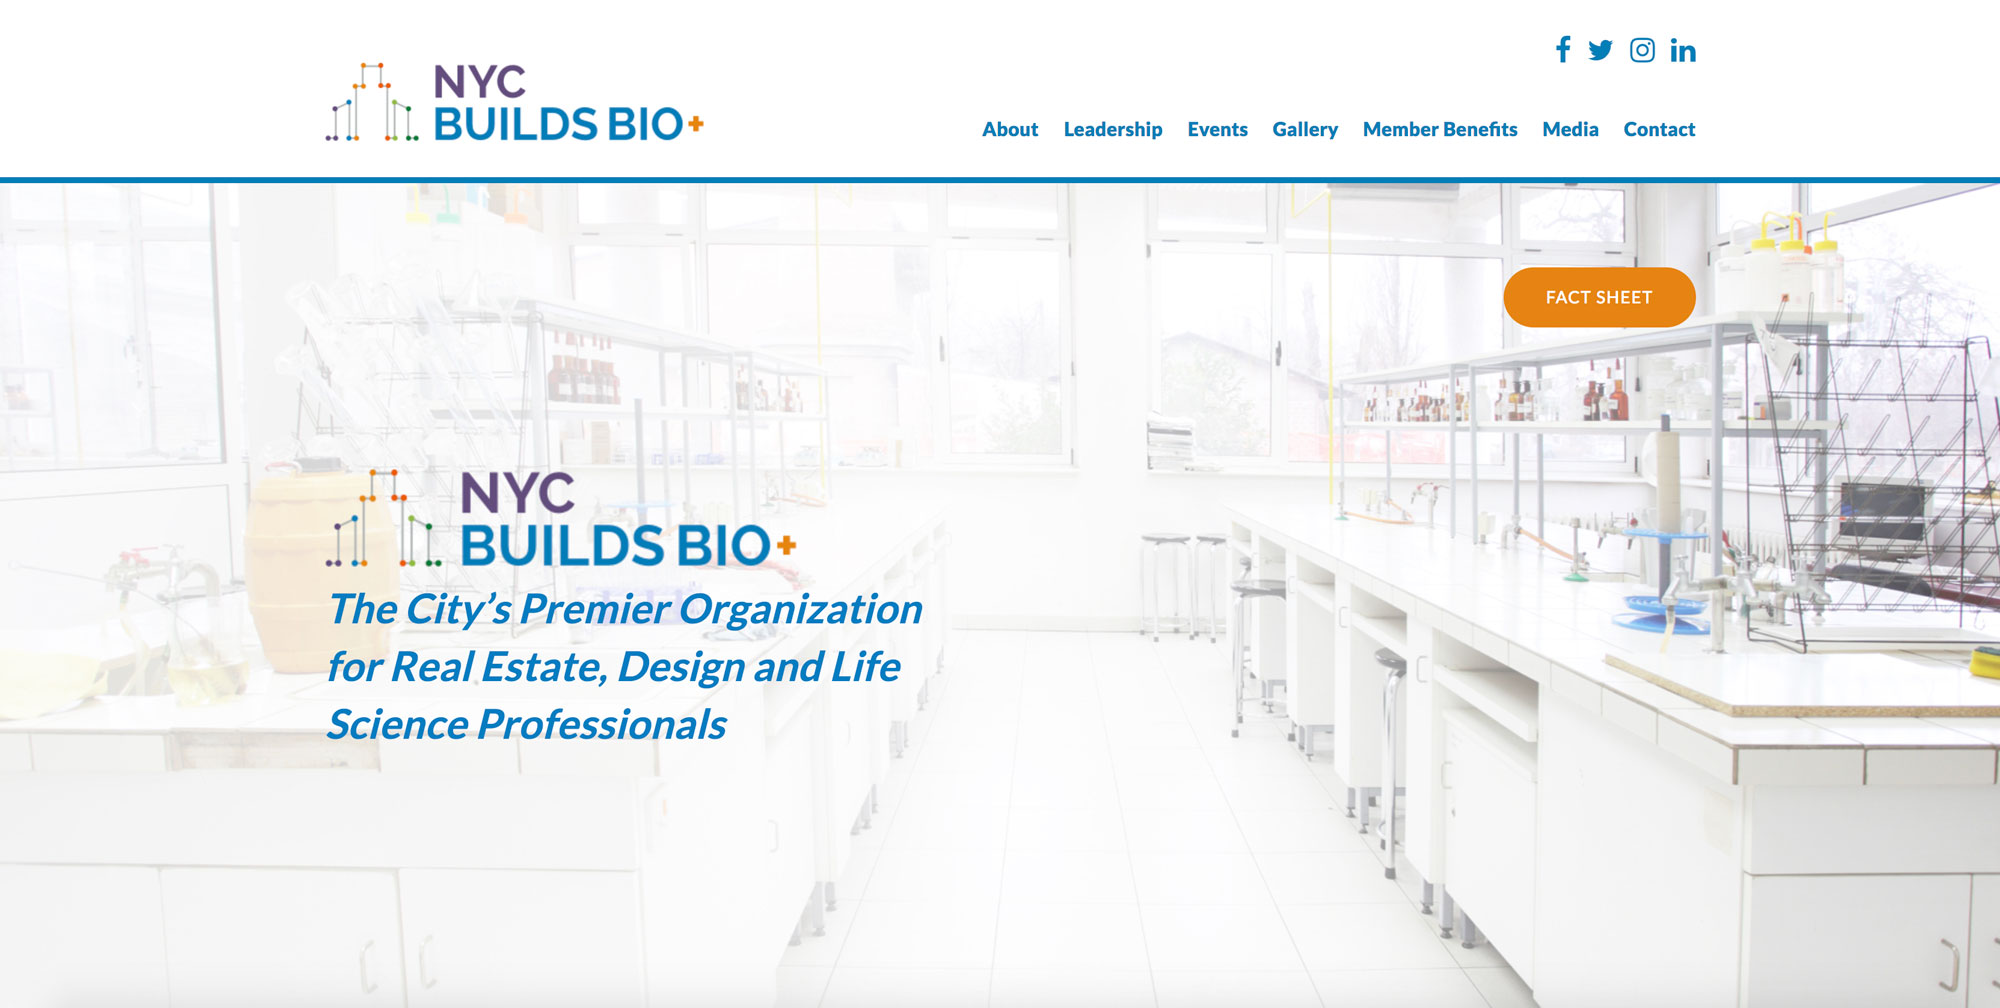 NYC
BUILDS BIO+
About Leadership Events Gallery Member Benefits Media Contact
FACT SHEET
NYC
BUILDS BIO+
The City’s Premier Organization
for Real Estate, Design and Life
Science Professionals